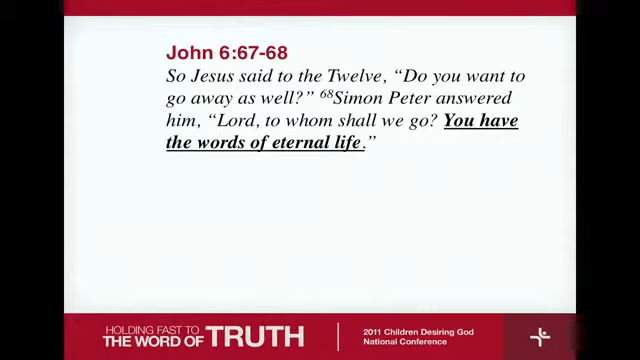 John 6:67-68
So Jesus said to the Twelve, “Do you want to
go away as well?” 68Simon Peter answered
him, “Lord, to whom shall we go? You have
the words of eternal life.”
HOLDING FAST TO
THE WORD OF TRUTH
2011 Children Desiring God
National Conference